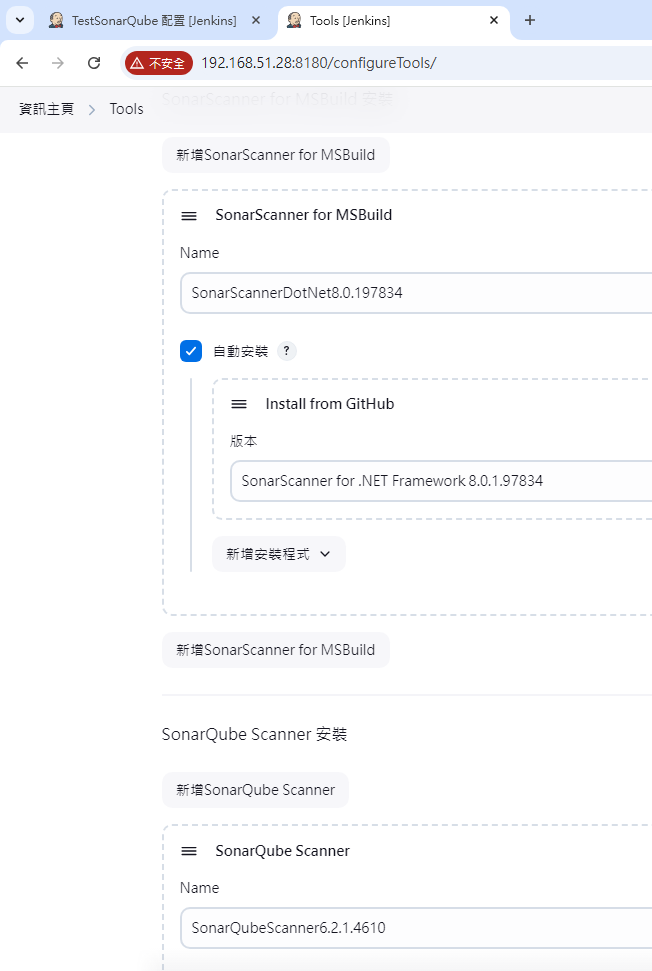 TestSonarQube 配置 [Jenkins]
Tools [Jenkins]
不安全
192.168.51.28:8180/configureTools/
SonarScanner for MSBuild 安裝
資訊主頁
Tools
新增SonarScanner for MSBuild
SonarScanner for MSBuild
Name
SonarScannerDotNet8.0.197834
自動安裝 ?
Install from GitHub
版本
SonarScanner for .NET Framework 8.0.1.97834
新增安裝程式
新增SonarScanner for MSBuild
SonarQube Scanner 安裝
新增SonarQube Scanner
SonarQube Scanner
Name
SonarQubeScanner6.2.1.4610